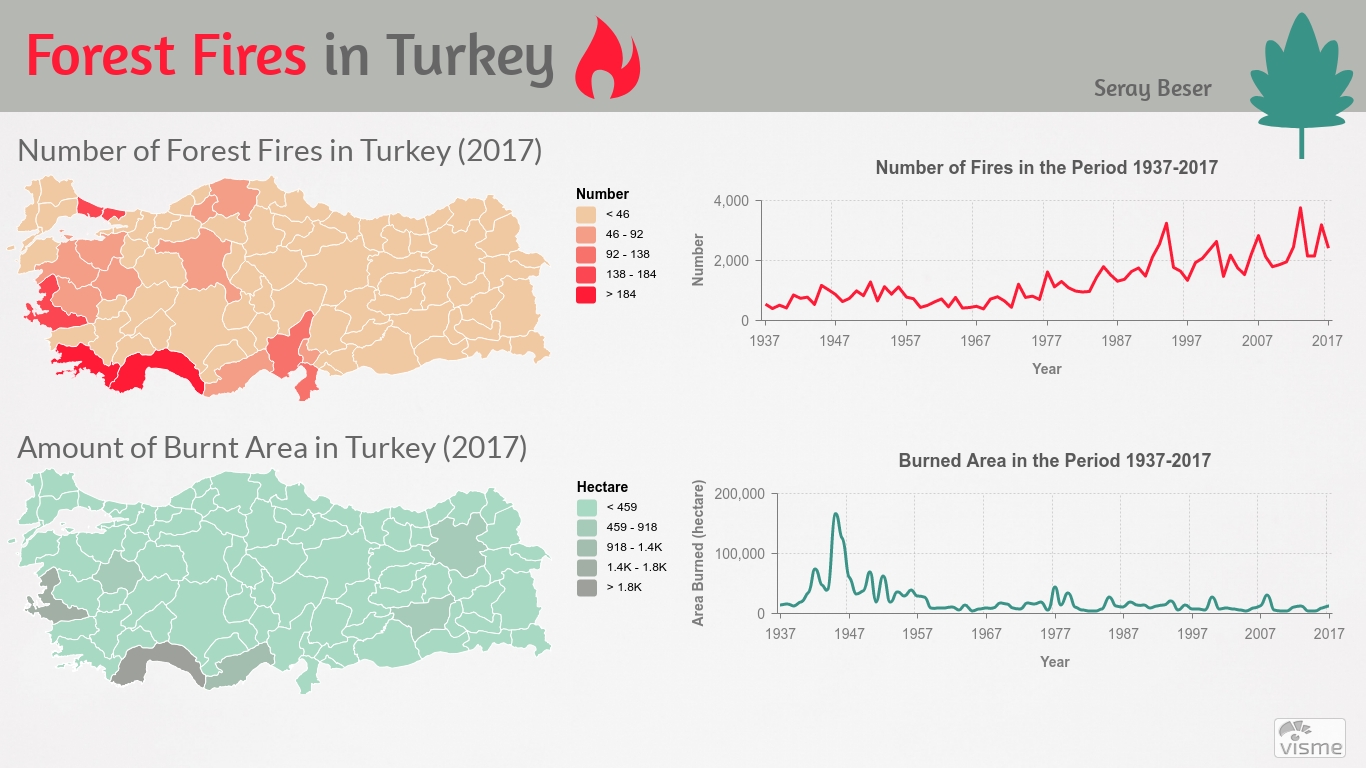 Forest Fires in Turkey
Seray Beser
Number of Forest Fires in Turkey (2017)
Number
< 46
46 - 92
92 - 138
138 - 184
> 184
Number of Fires in the Period 1937-2017
Number
4,000
2,000
0
1937 1947 1957 1967 1977 1987 1997 2007 2017
Year
Amount of Burnt Area in Turkey (2017)
Hectare
< 459
459 - 918
918 - 1.4K
1.4K - 1.8K
> 1.8K
Burned Area in the Period 1937-2017
Area Burned (hectare)
200,000
100,000
0
1937 1947 1957 1967 1977 1987 1997 2007 2017
Year
visme